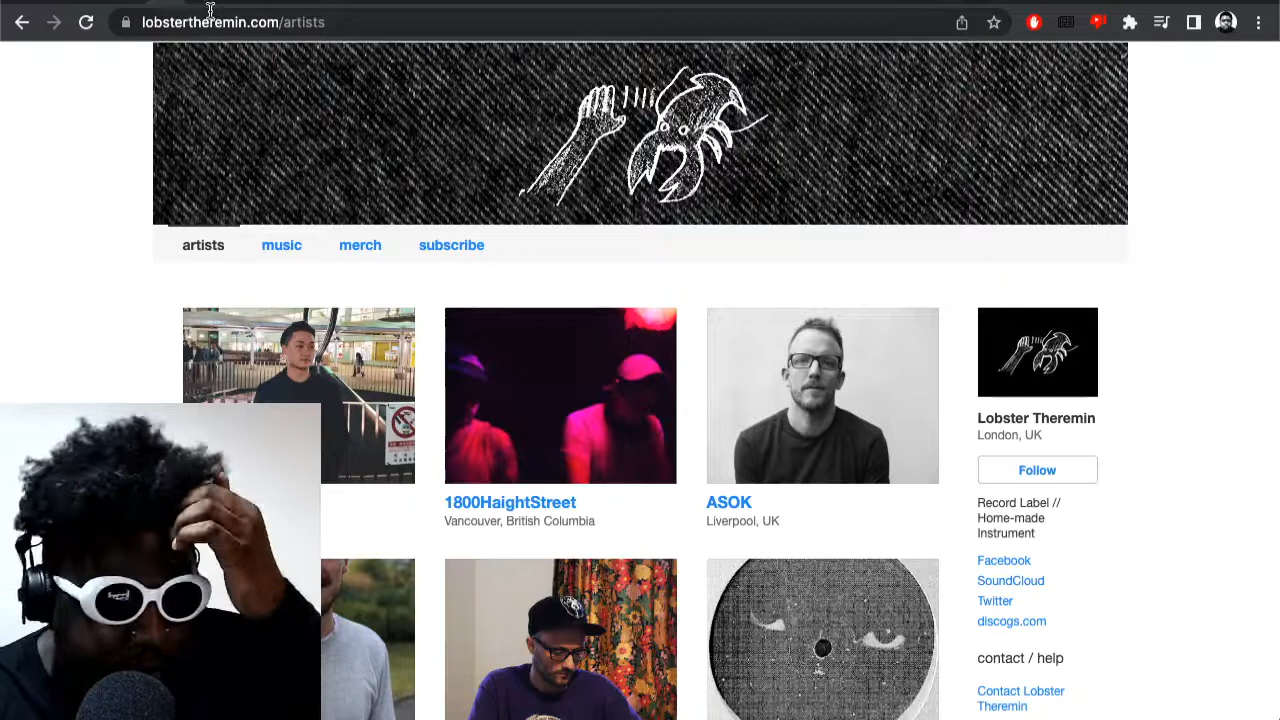 lobstertheremin.com/artists
artists
music
merch
subscribe
1800HaightStreet
Vancouver, British Columbia
ASOK
Liverpool, UK
Lobster Theremin
London, UK
Follow
Record Label //
Home-made
Instrument
Facebook
SoundCloud
Twitter
discogs.com
contact / help
Contact Lobster
Theremin